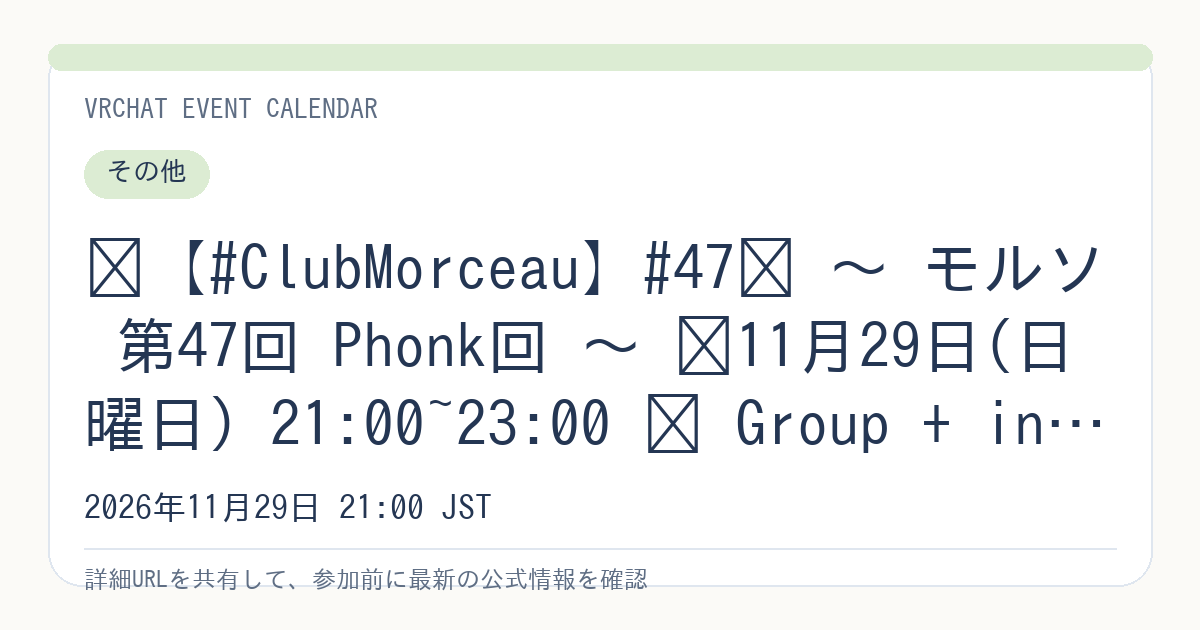 VRCHAT EVENT CALENDAR
その他
【#ClubMorceau】#47 ～ モルソ
第47回 Phonk回 ～ 11月29日(日
曜日) 21:00~23:00 Group + in…
2026年11月29日 21:00 JST
詳細URLを共有して、参加前に最新の公式情報を確認